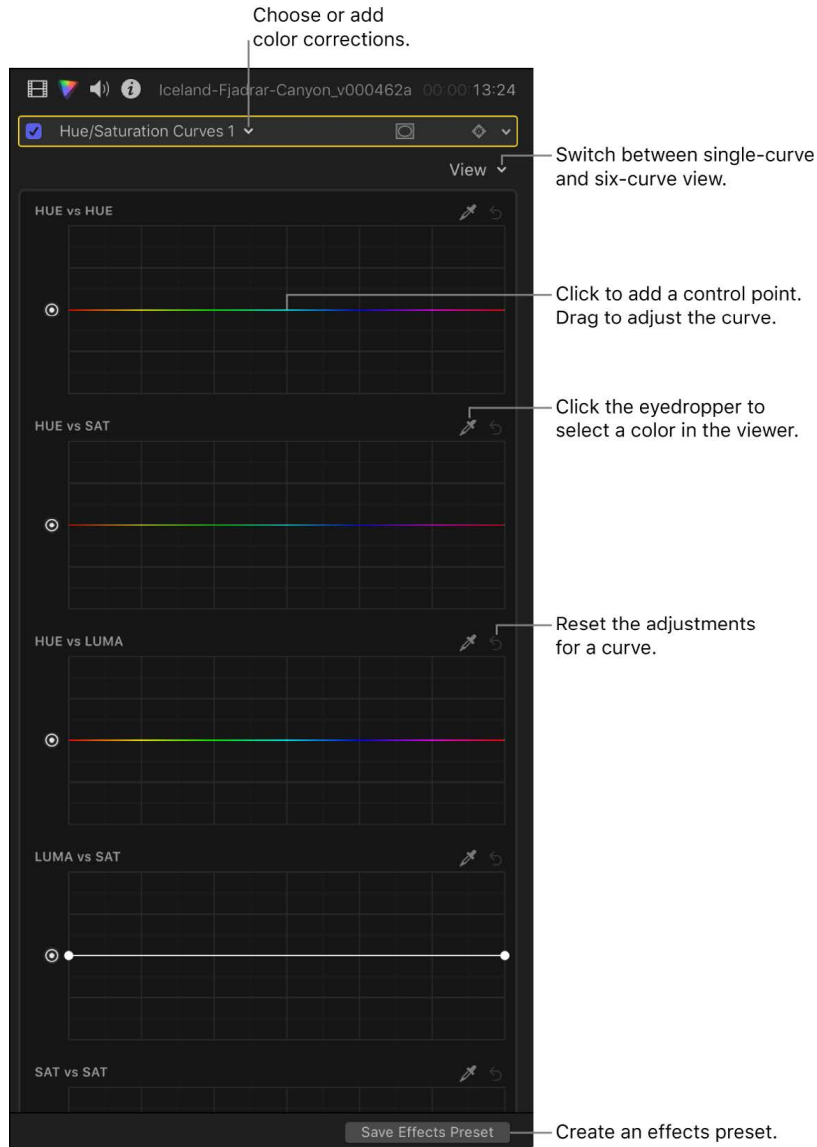 Choose or add
color corrections.
Iceland-Fjadrar-Canyon_v000462a 00:00:13:24
Hue/Saturation Curves 1
Switch between single-curve
and six-curve view.
View
HUE vs HUE
Click to add a control point.
Drag to adjust the curve.
Click the eyedropper to
select a color in the viewer.
HUE vs SAT
Reset the adjustments
for a curve.
HUE vs LUMA
LUMA vs SAT
SAT vs SAT
Save Effects Preset
Create an effects preset.